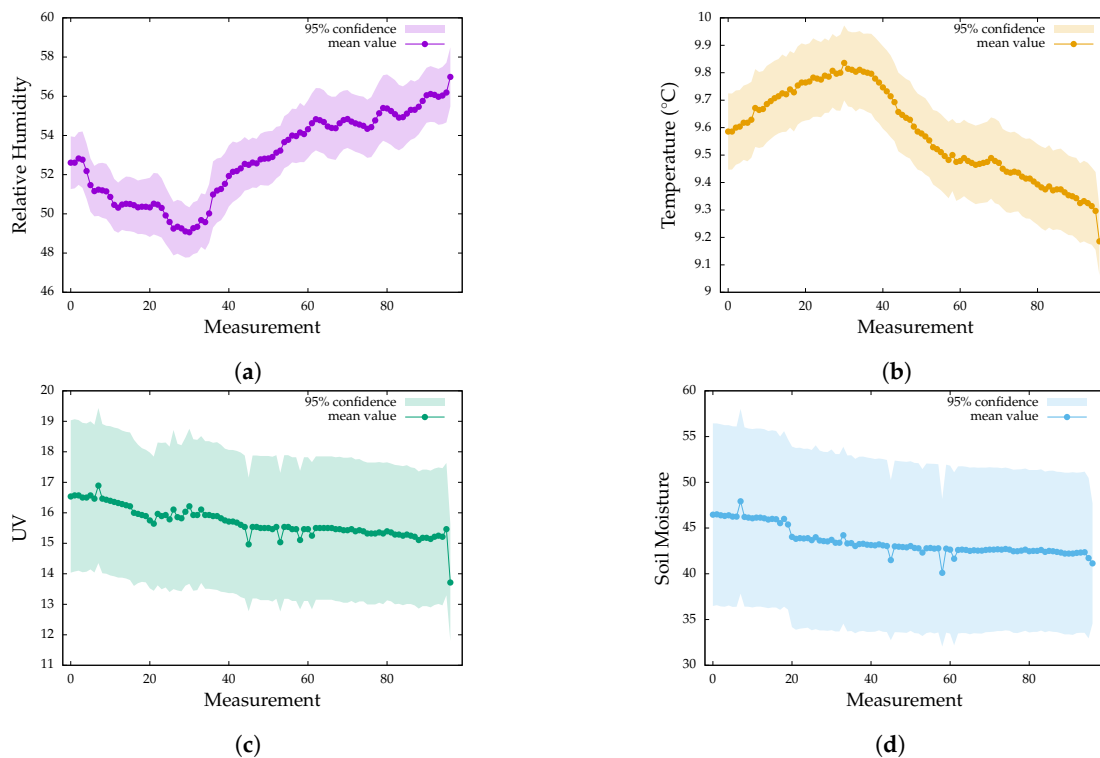 60
58
56
54
52
50
48
46
0
20
40
60
80
Relative Humidity
Measurement
95% confidence
mean value
(a)
10
9.9
9.8
9.7
9.6
9.5
9.4
9.3
9.2
9.1
9
0
20
40
60
80
Temperature (°C)
Measurement
95% confidence
mean value
(b)
20
19
18
17
16
15
14
13
12
11
0
20
40
60
80
UV
Measurement
95% confidence
mean value
(c)
60
55
50
45
40
35
30
0
20
40
60
80
Soil Moisture
Measurement
95% confidence
mean value
(d)